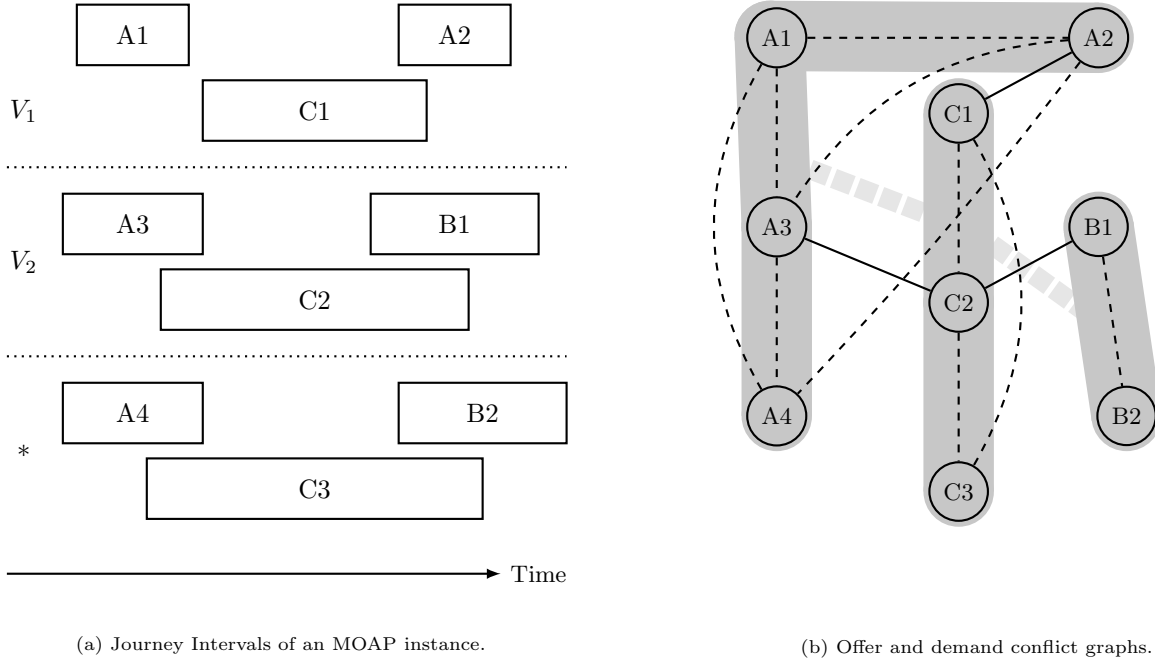 A1 A2
C1
V1
A3 B1
C2
V2
A4 B2
C3
*
Time
(a) Journey Intervals of an MOAP instance.
A1 A2
C1
A3 B1
C2
A4 B2
C3
(b) Offer and demand conflict graphs.